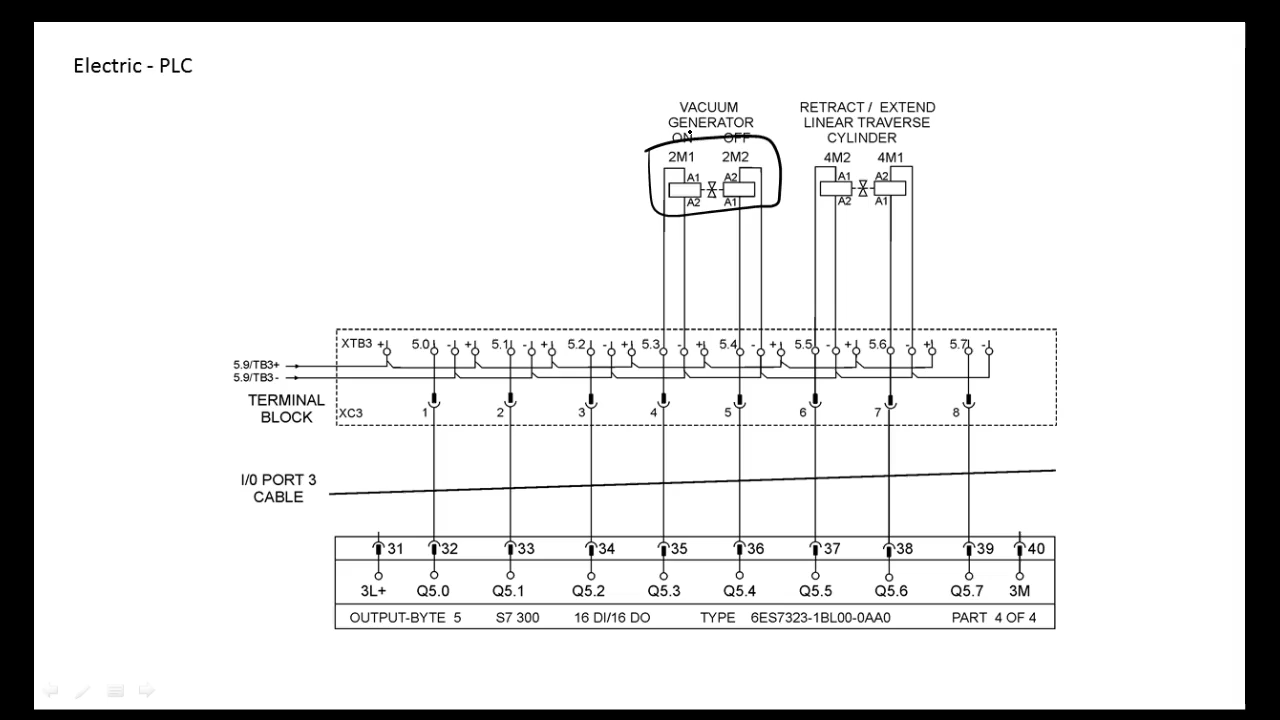 Electric - PLC
VACUUM GENERATOR ON OFF
RETRACT / EXTEND LINEAR TRAVERSE CYLINDER
2M1 2M2 4M2 4M1
A1 A2 A1 A2
A2 A1 A2 A1
XTB3 + 5.0 - + 5.1 - + 5.2 - + 5.3 - + 5.4 - + 5.5 - + 5.6 - + 5.7 -
5.9/TB3+
5.9/TB3-
TERMINAL BLOCK
XC3 1 2 3 4 5 6 7 8
I/0 PORT 3
CABLE
31 32 33 34 35 36 37 38 39 40
3L+ Q5.0 Q5.1 Q5.2 Q5.3 Q5.4 Q5.5 Q5.6 Q5.7 3M
OUTPUT-BYTE 5 S7 300 16 DI/16 DO TYPE 6ES7323-1BL00-0AA0 PART 4 OF 4